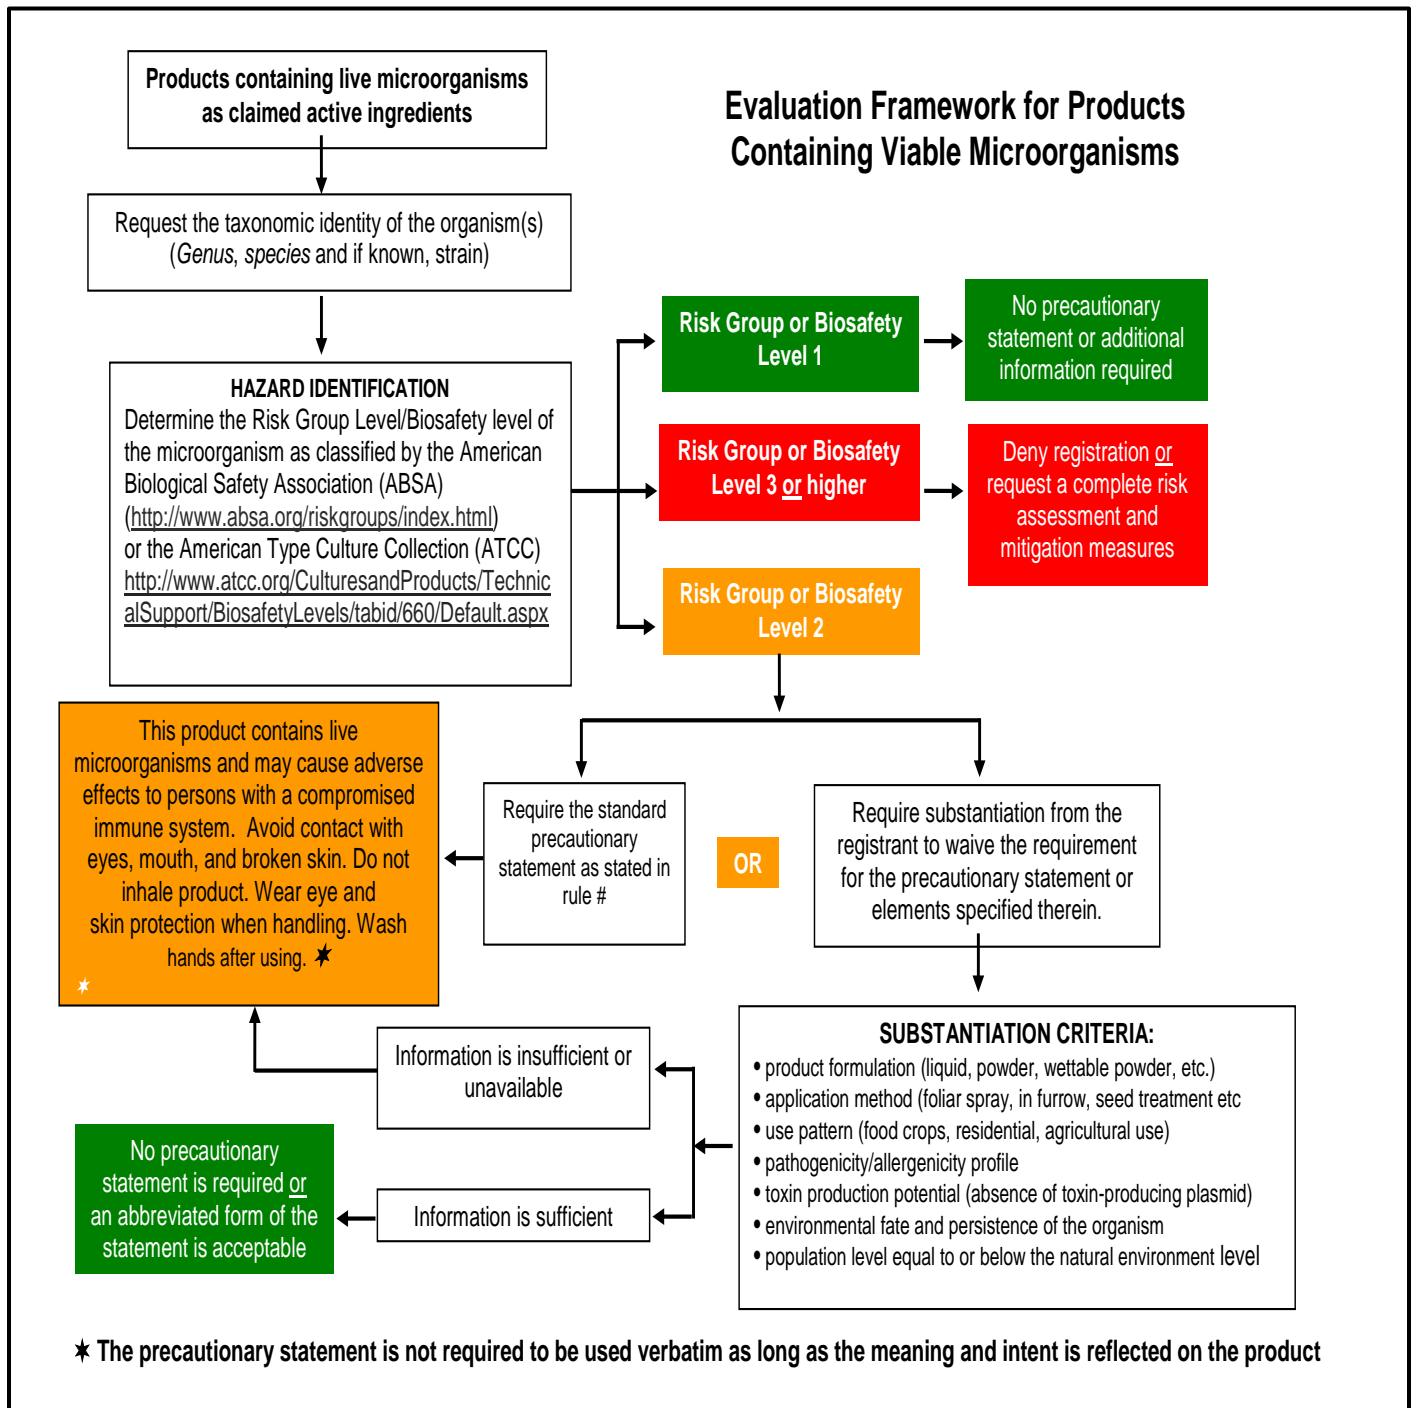 Products containing live microorganisms
as claimed active ingredients
Evaluation Framework for Products
Containing Viable Microorganisms
Request the taxonomic identity of the organism(s)
(Genus, species and if known, strain)
HAZARD IDENTIFICATION
Determine the Risk Group Level/Biosafety level of
the microorganism as classified by the American
Biological Safety Association (ABSA)
(http://www.absa.org/riskgroups/index.html)
or the American Type Culture Collection (ATCC)
http://www.atcc.org/CulturesandProducts/Technic
alSupport/BiosafetyLevels/tabid/660/Default.aspx
Risk Group or Biosafety
Level 1
No precautionary
statement or additional
information required
Risk Group or Biosafety
Level 3 or higher
Deny registration or
request a complete risk
assessment and
mitigation measures
Risk Group or Biosafety
Level 2
This product contains live
microorganisms and may cause adverse
effects to persons with a compromised
immune system. Avoid contact with
eyes, mouth, and broken skin. Do not
inhale product. Wear eye and
skin protection when handling. Wash
hands after using. ✶
✶
Require the standard
precautionary
statement as stated in
rule #
OR
Require substantiation from the
registrant to waive the requirement
for the precautionary statement or
elements specified therein.
SUBSTANTIATION CRITERIA:
• product formulation (liquid, powder, wettable powder, etc.)
• application method (foliar spray, in furrow, seed treatment etc
• use pattern (food crops, residential, agricultural use)
• pathogenicity/allergenicity profile
• toxin production potential (absence of toxin-producing plasmid)
• environmental fate and persistence of the organism
• population level equal to or below the natural environment level
Information is insufficient or
unavailable
Information is sufficient
No precautionary
statement is required or
an abbreviated form of the
statement is acceptable
✶ The precautionary statement is not required to be used verbatim as long as the meaning and intent is reflected on the product